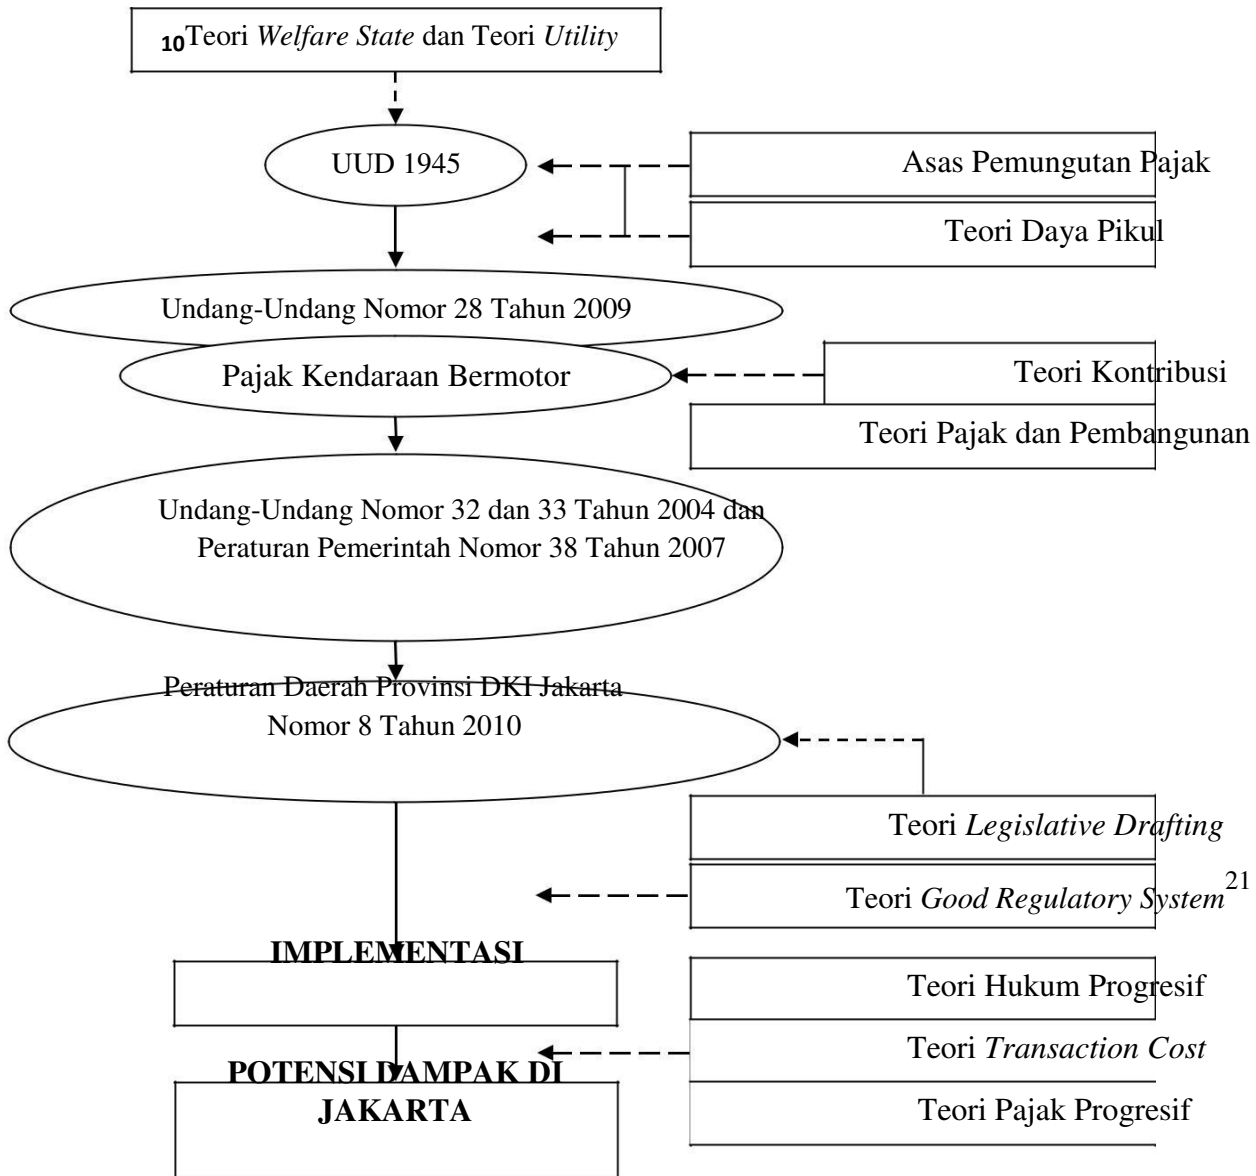 10Teori Welfare State dan Teori Utility
UUD 1945
Asas Pemungutan Pajak
Teori Daya Pikul
Undang-Undang Nomor 28 Tahun 2009
Pajak Kendaraan Bermotor
Teori Kontribusi
Teori Pajak dan Pembangunan
Undang-Undang Nomor 32 dan 33 Tahun 2004 dan
Peraturan Pemerintah Nomor 38 Tahun 2007
Peraturan Daerah Provinsi DKI Jakarta
Nomor 8 Tahun 2010
Teori Legislative Drafting
Teori Good Regulatory System21
IMPLEMENTASI
Teori Hukum Progresif
Teori Transaction Cost
POTENSI DAMPAK DI
JAKARTA
Teori Pajak Progresif